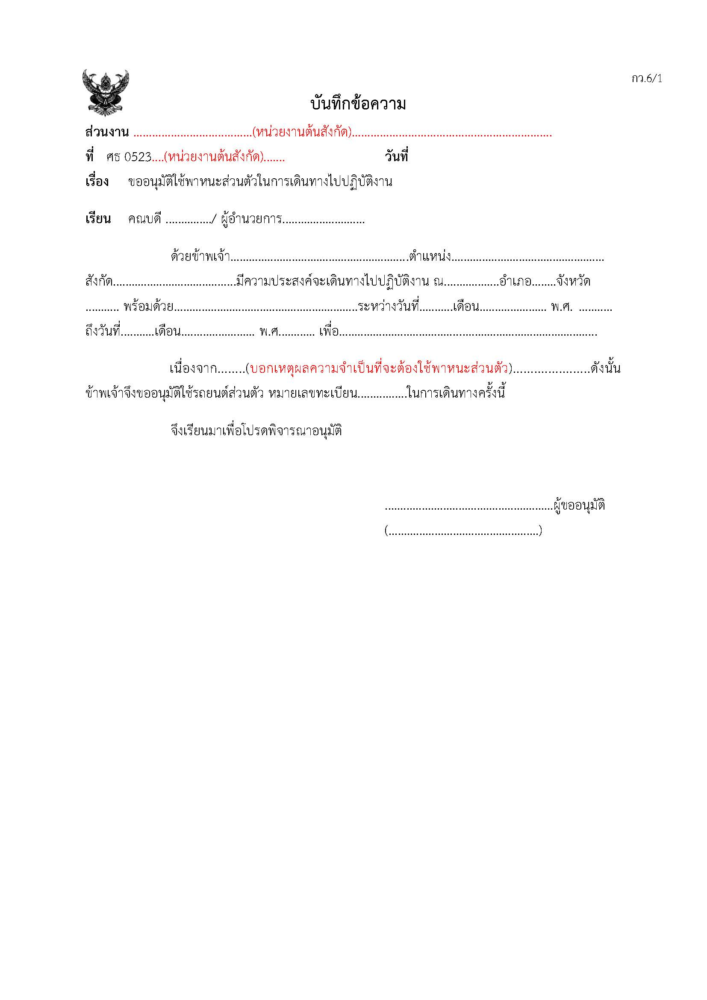 กว.6/1
บันทึกข้อความ
ส่วนงาน ......................................(หน่วยงานต้นสังกัด)................................................................
ที่ ศธ 0523....(หน่วยงานต้นสังกัด)....... วันที่
เรื่อง ขออนุมัติใช้พาหนะส่วนตัวในการเดินทางไปปฏิบัติงาน
เรียน คณบดี ...............​/ ผู้อำนวยการ...........................
ด้วยข้าพเจ้า..........................................................ตำแหน่ง..................................................
สังกัด........................................มีความประสงค์จะเดินทางไปปฏิบัติงาน ณ..................อำเภอ........จังหวัด
........... พร้อมด้วย............................................................ระหว่างวันที่...........เดือน...................... พ.ศ. ...........
ถึงวันที่...........เดือน........................ พ.ศ............ เพื่อ....................................................................................
เนื่องจาก........(บอกเหตุผลความจำเป็นที่จะต้องใช้พาหนะส่วนตัว)......................ดังนั้น
ข้าพเจ้าจึงขออนุมัติใช้รถยนต์ส่วนตัว หมายเลขทะเบียน................ในการเดินทางครั้งนี้
จึงเรียนมาเพื่อโปรดพิจารณาอนุมัติ
.......................................................ผู้ขออนุมัติ
(.................................................)